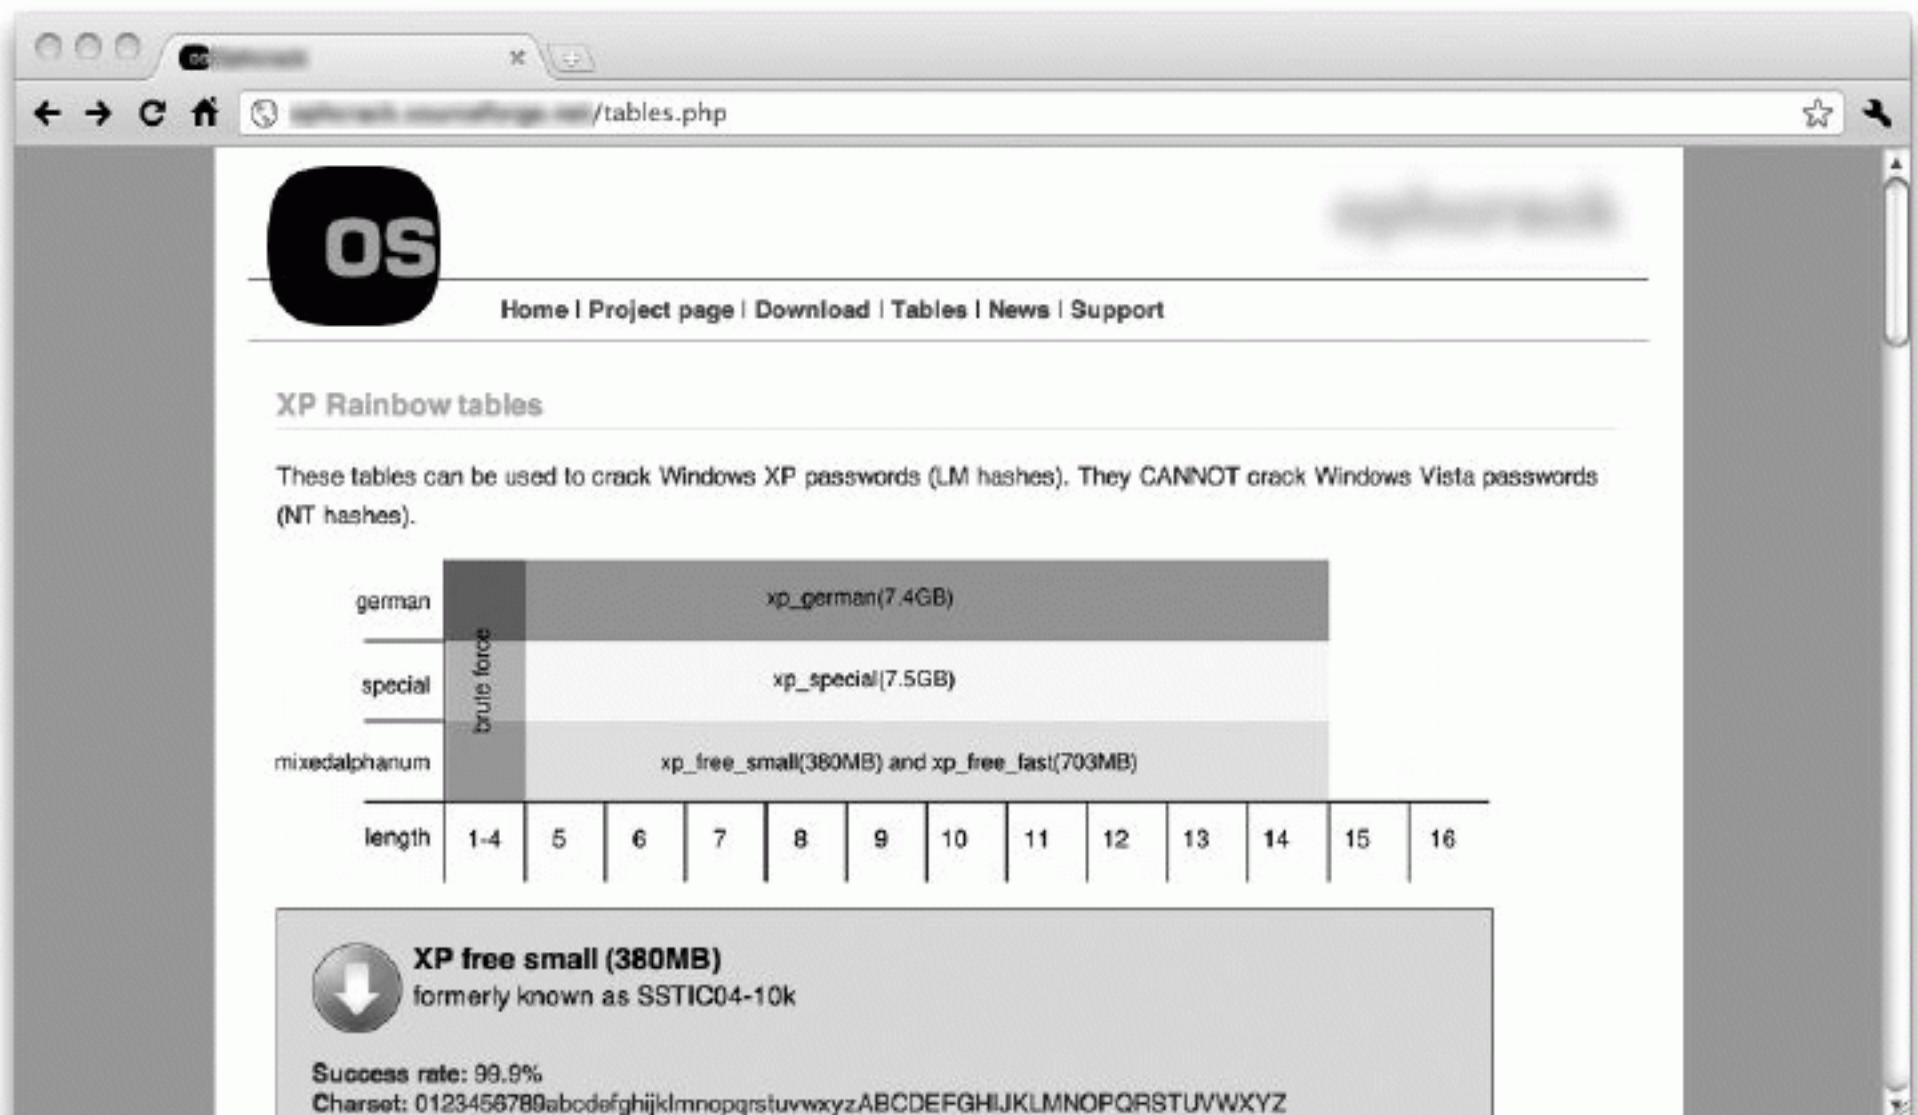 /tables.php
os
Home | Project page | Download | Tables | News | Support
XP Rainbow tables
These tables can be used to crack Windows XP passwords (LM hashes). They CANNOT crack Windows Vista passwords
(NT hashes).
german
xp_german(7.4GB)
brute force
special
xp_special(7.5GB)
mixedalphanum
xp_free_small(380MB) and xp_free_fast(703MB)
length 1-4 5 6 7 8 9 10 11 12 13 14 15 16
XP free small (380MB)
formerly known as SSTIC04-10k
Success rate: 99.9%
Charset: 0123456789abcdefghijklmnopqrstuvwxyzABCDEFGHIJKLMNOPQRSTUVWXYZ